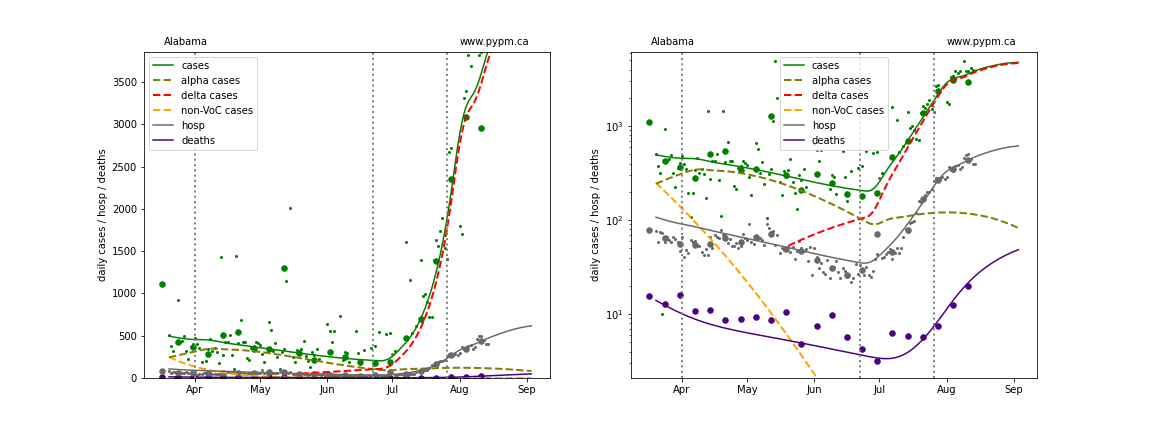 Alabama
www.pypm.ca
daily cases / hosp / deaths
3500
3000
2500
2000
1500
1000
500
0
cases
alpha cases
delta cases
non-VoC cases
hosp
deaths
Apr
May
Jun
Jul
Aug
Sep
Alabama
www.pypm.ca
daily cases / hosp / deaths
10³
10²
10¹
cases
alpha cases
delta cases
non-VoC cases
hosp
deaths
Apr
May
Jun
Jul
Aug
Sep